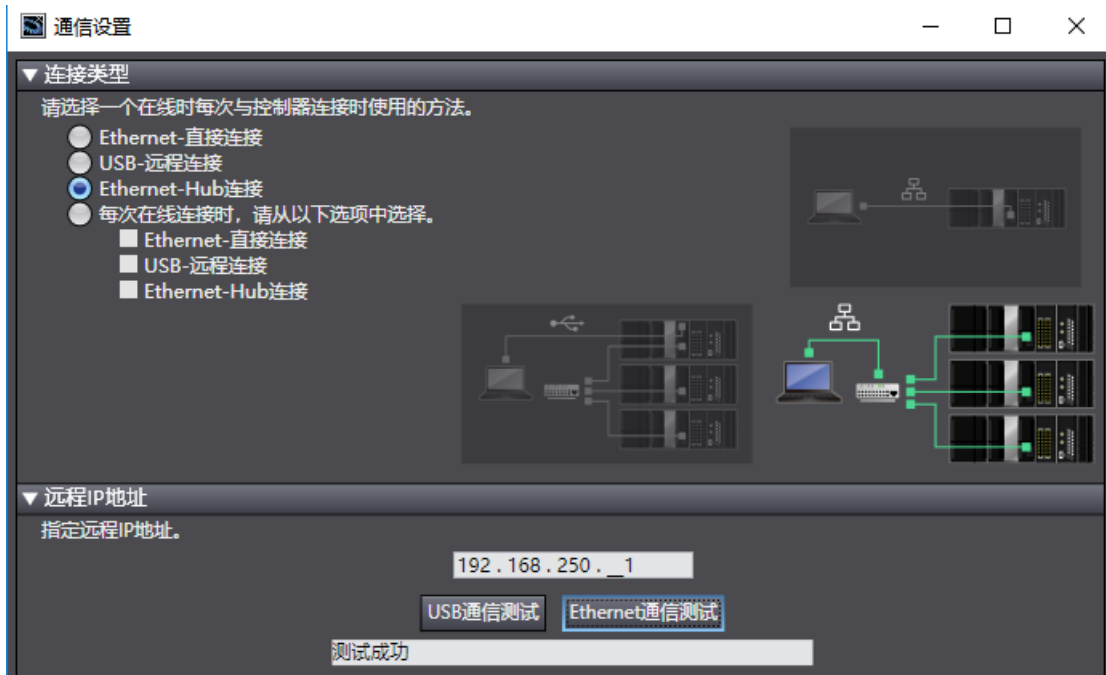 通信设置
▼ 连接类型
请选择一个在线时每次与控制器连接时使用的方法。
Ethernet-直接连接
USB-远程连接
Ethernet-Hub连接
每次在线连接时，请从以下选项中选择。
Ethernet-直接连接
USB-远程连接
Ethernet-Hub连接
▼ 远程IP地址
指定远程IP地址。
192.168.250.__1
USB通信测试 Ethernet通信测试
测试成功